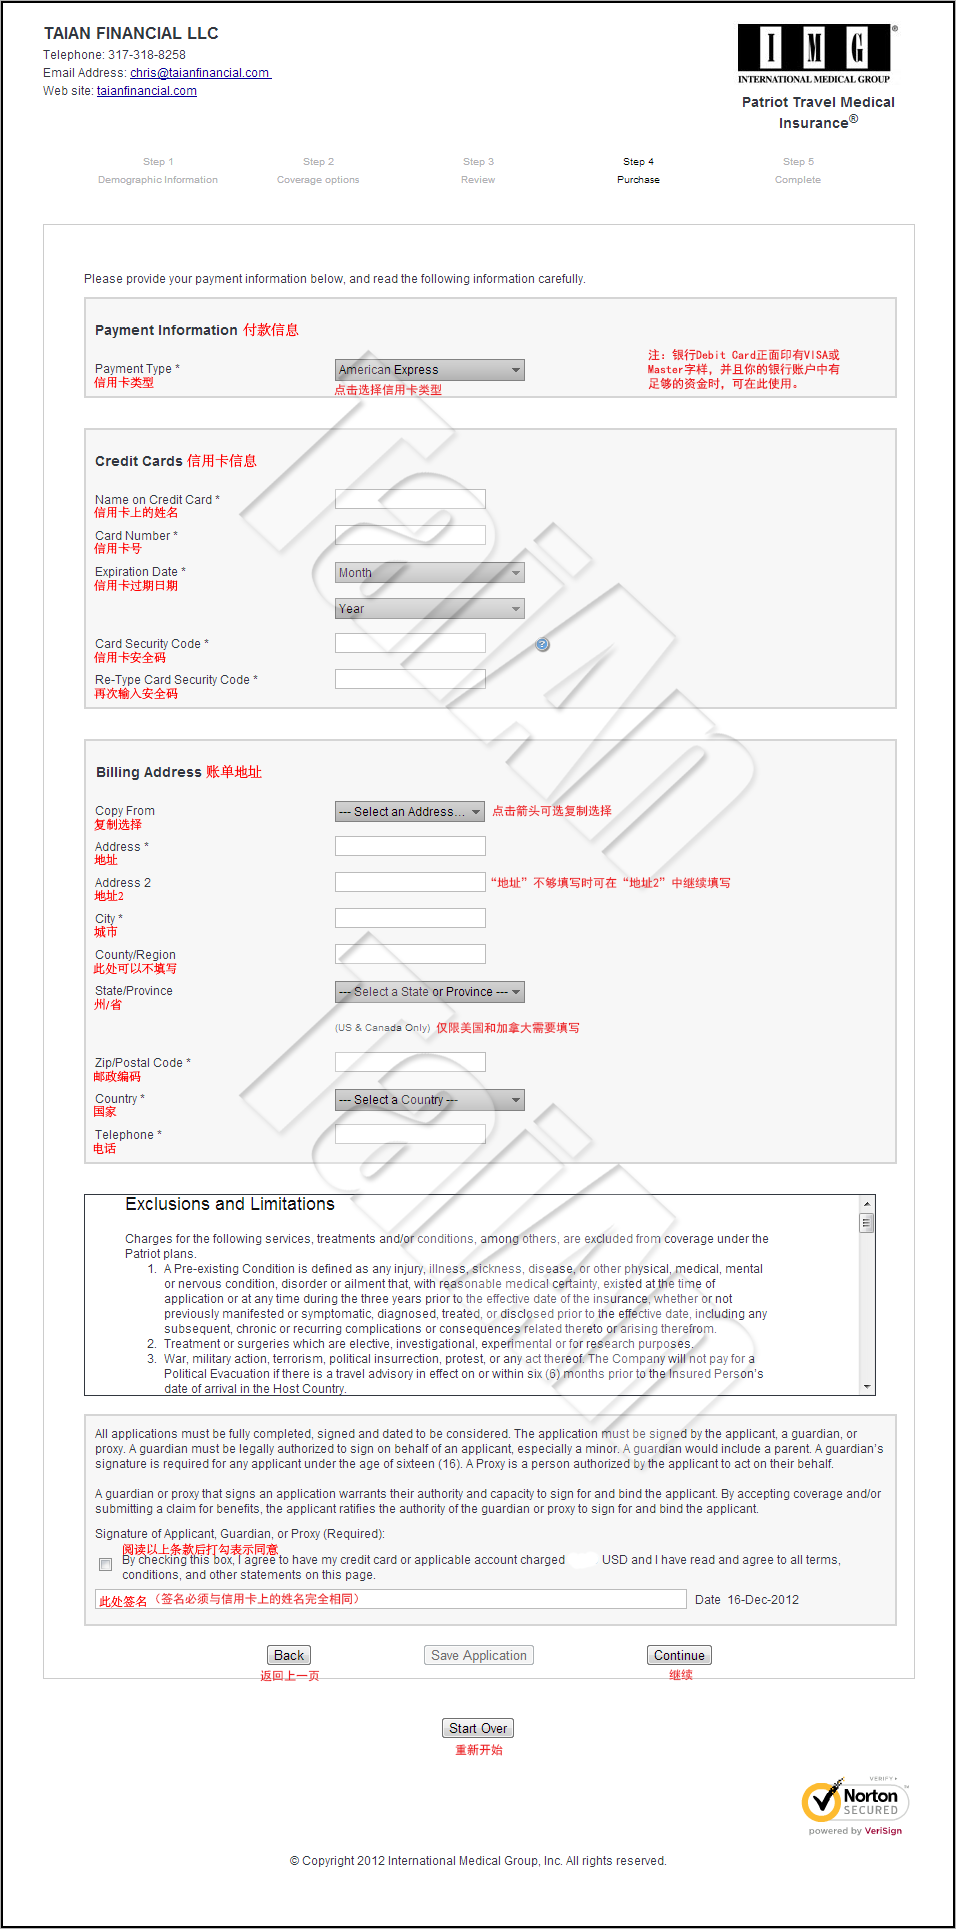 TAIAN FINANCIAL LLC
Telephone: 317-318-8258
Email Address: chris@taianfinancial.com
Web site: taianfinancial.com
IMG®
INTERNATIONAL MEDICAL GROUP
Patriot Travel Medical
Insurance®
Step 1 Step 2 Step 3 Step 4 Step 5
Demographic Information Coverage options Review Purchase Complete
Please provide your payment information below, and read the following information carefully.
Payment Information 付款信息
Payment Type * American Express
信用卡类型
点击选择信用卡类型
注：银行Debit Card正面印有VISA或
Master字样，并且你的银行账户中有
足够的资金时，可在此使用。
Credit Cards 信用卡信息
Name on Credit Card *
信用卡上的姓名
Card Number *
信用卡号
Expiration Date * Month
信用卡过期日期
Year
Card Security Code * ?
信用卡安全码
Re-Type Card Security Code *
再次输入安全码
Billing Address 账单地址
Copy From --- Select an Address... 点击箭头可选复制选择
复制选择
Address *
地址
Address 2 “地址”不够填写时可在“地址2”中继续填写
地址2
City *
城市
County/Region
此处可以不填写
State/Province --- Select a State or Province ---
州/省
(US & Canada Only) 仅限美国和加拿大需要填写
Zip/Postal Code *
邮政编码
Country * --- Select a Country ---
国家
Telephone *
电话
TaiAn
TaiAn
Exclusions and Limitations
Charges for the following services, treatments and/or conditions, among others, are excluded from coverage under the
Patriot plans.
1. A Pre-existing Condition is defined as any injury, illness, sickness, disease, or other physical, medical, mental
or nervous condition, disorder or ailment that, with reasonable medical certainty, existed at the time of
application or at any time during the three years prior to the effective date of the insurance, whether or not
previously manifested or symptomatic, diagnosed, treated, or disclosed prior to the effective date, including any
subsequent, chronic or recurring complications or consequences related thereto or arising therefrom.
2. Treatment or surgeries which are elective, investigational, experimental or for research purposes.
3. War, military action, terrorism, political insurrection, protest, or any act thereof. The Company will not pay for a
Political Evacuation if there is a travel advisory in effect on or within six (6) months prior to the Insured Person's
date of arrival in the Host Country.
All applications must be fully completed, signed and dated to be considered. The application must be signed by the applicant, a guardian, or
proxy. A guardian must be legally authorized to sign on behalf of an applicant, especially a minor. A guardian would include a parent. A guardian's
signature is required for any applicant under the age of sixteen (16). A Proxy is a person authorized by the applicant to act on their behalf.
A guardian or proxy that signs an application warrants their authority and capacity to sign for and bind the applicant. By accepting coverage and/or
submitting a claim for benefits, the applicant ratifies the authority of the guardian or proxy to sign for and bind the applicant.
Signature of Applicant, Guardian, or Proxy (Required):
阅读以上条款后打勾表示同意
By checking this box, I agree to have my credit card or applicable account charged USD and I have read and agree to all terms,
conditions, and other statements on this page.
此处签名（签名必须与信用卡上的姓名完全相同） Date 16-Dec-2012
Back Save Application Continue
返回上一页 继续
Start Over
重新开始
VERIFY
Norton™
SECURED
powered by VeriSign
© Copyright 2012 International Medical Group, Inc. All rights reserved.